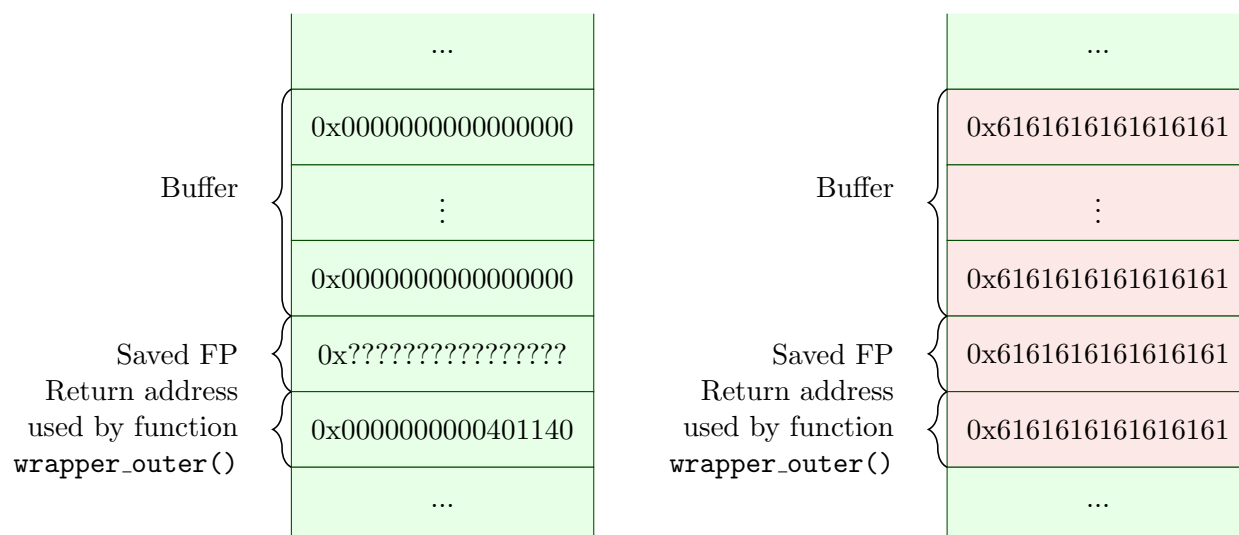 ...
Buffer
0x0000000000000000
⋮
0x0000000000000000
Saved FP
0x????????????????
Return address
used by function
wrapper_outer()
0x0000000000401140
...
...
Buffer
0x6161616161616161
⋮
0x6161616161616161
Saved FP
0x6161616161616161
Return address
used by function
wrapper_outer()
0x6161616161616161
...